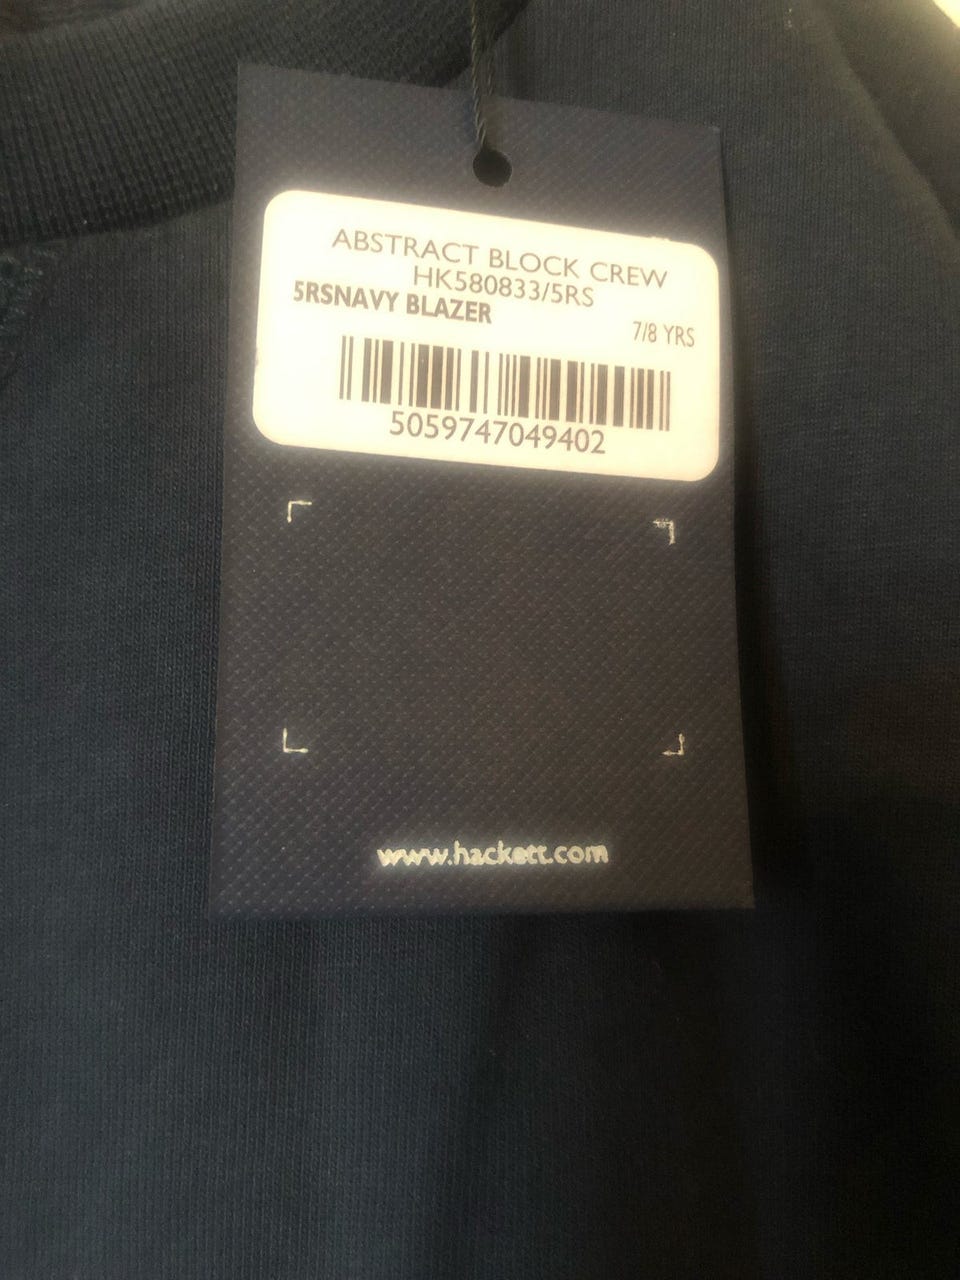 ABSTRACT BLOCK CREW
HK580833/5RS
5RSNAVY BLAZER
7/8 YRS
5059747049402
www.hackett.com